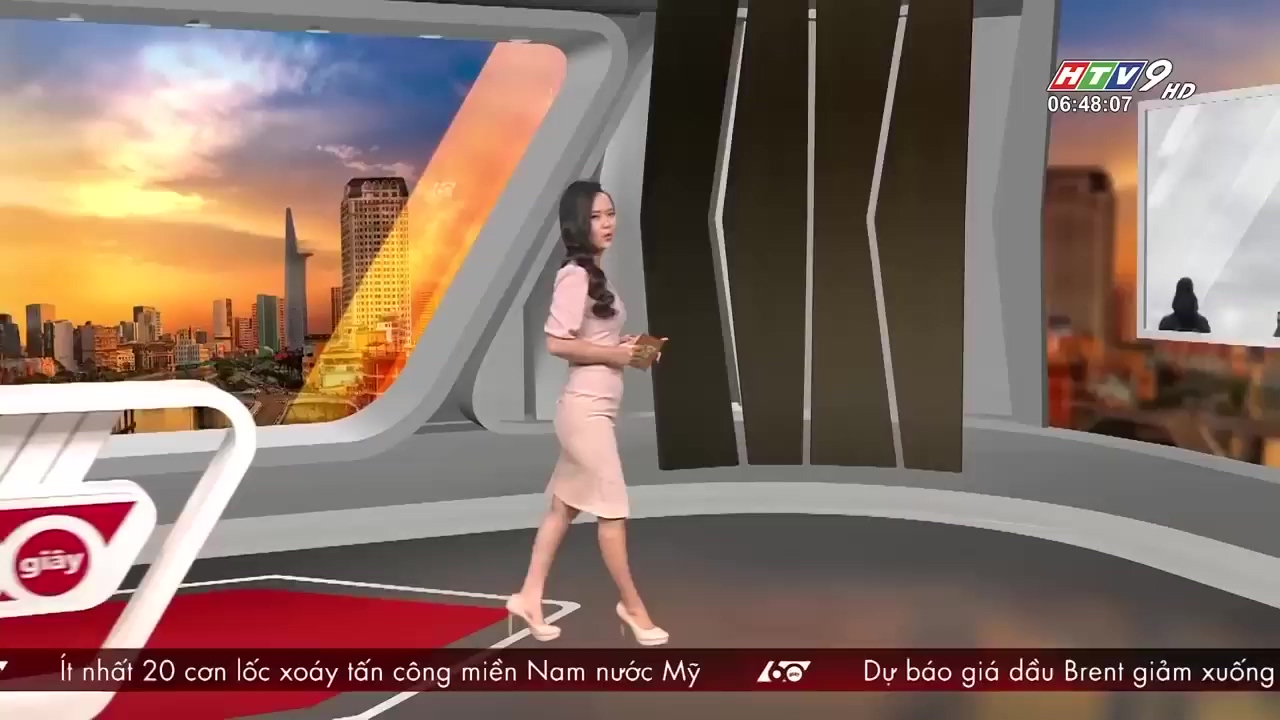 HTV9 HD
06:48:07
giây
Ít nhất 20 cơn lốc xoáy tấn công miền Nam nước Mỹ
60 giây
Dự báo giá dầu Brent giảm xuống